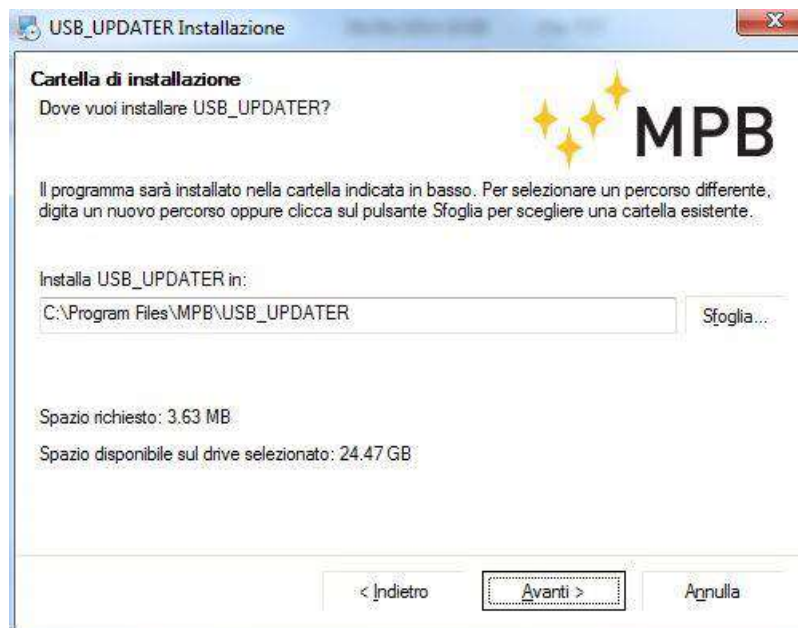 USB_UPDATER Installazione
Cartella di installazione
Dove vuoi installare USB_UPDATER?
MPB
Il programma sarà installato nella cartella indicata in basso. Per selezionare un percorso differente,
digita un nuovo percorso oppure clicca sul pulsante Sfoglia per scegliere una cartella esistente.
Installa USB_UPDATER in:
C:\Program Files\MPB\USB_UPDATER
Sfoglia...
Spazio richiesto: 3.63 MB
Spazio disponibile sul drive selezionato: 24.47 GB
< Indietro
Avanti >
Annulla